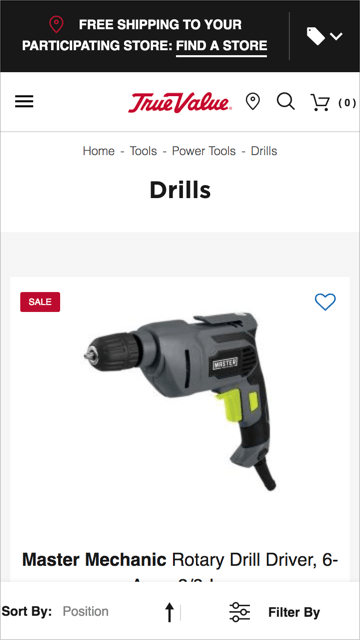 FREE SHIPPING TO YOUR
PARTICIPATING STORE: FIND A STORE
True Value.
(0)
Home - Tools - Power Tools - Drills
Drills
SALE
MASTER
Master Mechanic Rotary Drill Driver, 6-
Sort By: Position
Filter By